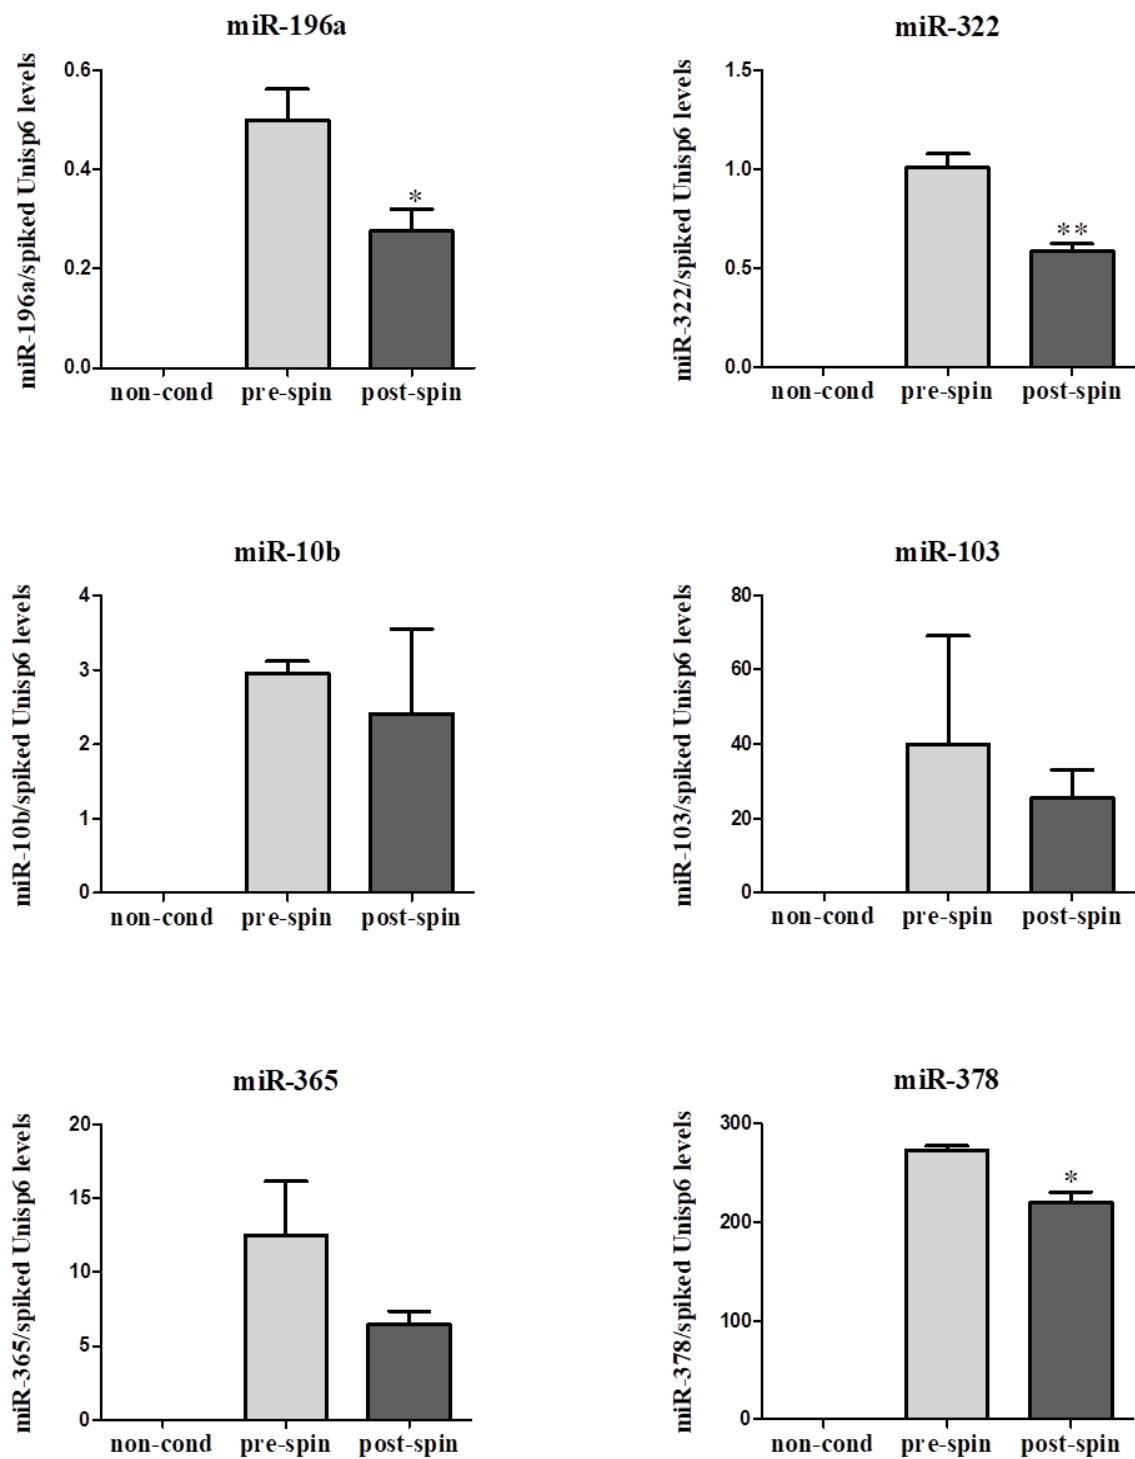 miR-196a
miR-196a/spiked Unisp6 levels
0.6
0.4
0.2
0.0
non-cond pre-spin post-spin
*
miR-322
miR-322/spiked Unisp6 levels
1.5
1.0
0.5
0.0
non-cond pre-spin post-spin
**
miR-10b
miR-10b/spiked Unisp6 levels
4
3
2
1
0
non-cond pre-spin post-spin
miR-103
miR-103/spiked Unisp6 levels
80
60
40
20
0
non-cond pre-spin post-spin
miR-365
miR-365/spiked Unisp6 levels
20
15
10
5
0
non-cond pre-spin post-spin
miR-378
miR-378/spiked Unisp6 levels
300
200
100
0
non-cond pre-spin post-spin
*